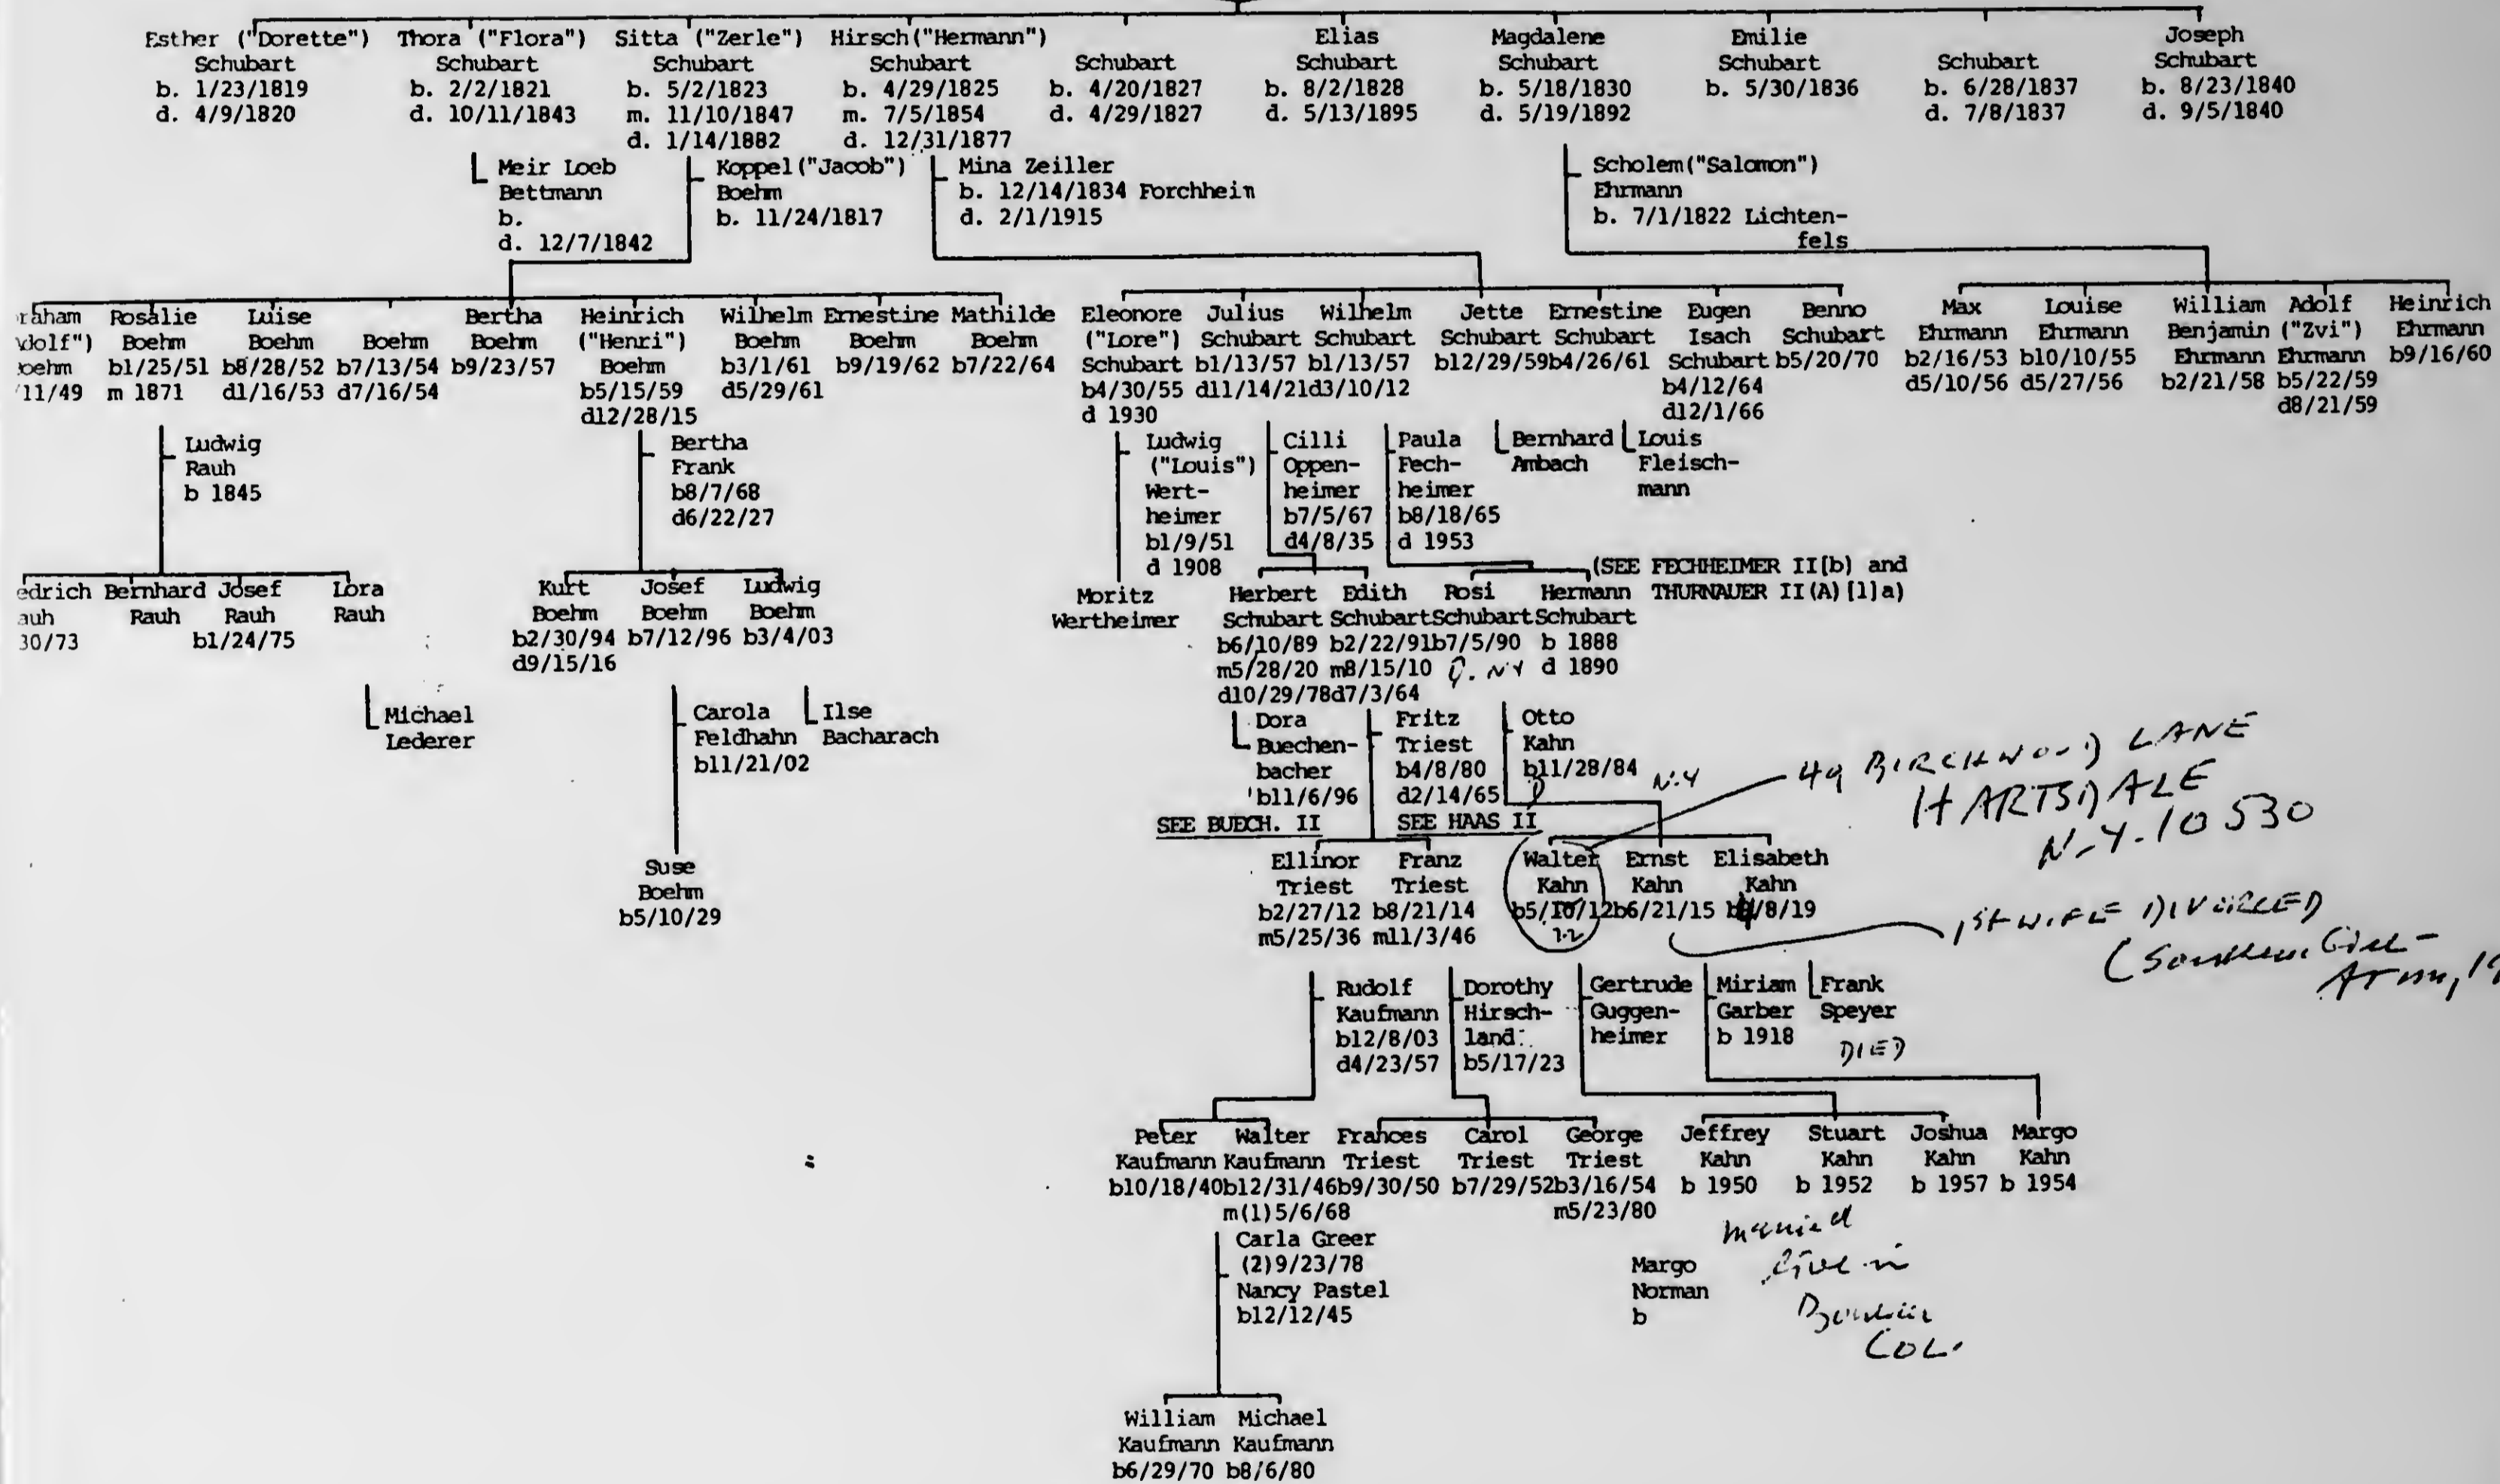 Esther ("Dorette") Thora ("Flora") Sitta ("Zerle") Hirsch("Hermann") Elias Magdalene Emilie Joseph
Schubart Schubart Schubart Schubart Schubart Schubart Schubart Schubart Schubart Schubart
b. 1/23/1819 b. 2/2/1821 b. 5/2/1823 b. 4/29/1825 b. 4/20/1827 b. 8/2/1828 b. 5/18/1830 b. 5/30/1836 b. 6/28/1837 b. 8/23/1840
d. 4/9/1820 d. 10/11/1843 m. 11/10/1847 m. 7/5/1854 d. 4/29/1827 d. 5/13/1895 d. 5/19/1892 d. 7/8/1837 d. 9/5/1840
d. 1/14/1882 d. 12/31/1877
Meir Loeb Koppel("Jacob") Mina Zeiller Scholem("Salomon")
Bettmann Boehm b. 12/14/1834 Forchhein Ehrmann
b. b. 11/24/1817 d. 2/1/1915 b. 7/1/1822 Lichten-
d. 12/7/1842 fels
raham Rosalie Luise Bertha Heinrich Wilhelm Ernestine Mathilde Eleonore Julius Wilhelm Jette Ernestine Eugen Benno Max Louise William Adolf Heinrich
dolf") Boehm Boehm Boehm Boehm ("Henri") Boehm Boehm Boehm ("Lore") Schubart Schubart Schubart Schubart Isach Schubart Ehrmann Ehrmann Benjamin ("Zvi") Ehrmann
oehm b1/25/51 b8/28/52 b7/13/54 b9/23/57 Boehm b3/1/61 b9/19/62 b7/22/64 Schubart b1/13/57 b1/13/57 b12/29/59 b4/26/61 Schubart b5/20/70 b2/16/53 b10/10/55 Ehrmann Ehrmann b9/16/60
11/49 m 1871 d1/16/53 d7/16/54 b5/15/59 d5/29/61 b4/30/55 d11/14/21 d3/10/12 b4/12/64 d5/10/56 d5/27/56 b2/21/58 b5/22/59
d12/28/15 d 1930 d12/1/66 d8/21/59
Ludwig Bertha Ludwig Cilli Paula Bernhard Louis
Rauh Frank ("Louis") Oppen- Fech- Ambach Fleisch-
b 1845 b8/7/68 Wert- heimer heimer mann
d6/22/27 heimer b7/5/67 b8/18/65
b1/9/51 d4/8/35 d 1953
d 1908 (SEE FECHHEIMER II[b) and
edrich Bernhard Josef Lora Kurt Josef Ludwig Moritz Herbert Edith Rosi Hermann THURNAUER II(A)[1]a)
auh Rauh Rauh Rauh Boehm Boehm Boehm Wertheimer Schubart Schubart Schubart Schubart
30/73 b1/24/75 b2/30/94 b7/12/96 b3/4/03 b6/10/89 b2/22/91 b7/5/90 b 1888
d9/15/16 m5/28/20 m8/15/10 NY d 1890
d10/29/78 d7/3/64
Michael Carola Ilse Dora Fritz Otto
Lederer Feldhahn Bacharach Buechen- Triest Kahn
b11/21/02 bacher b4/8/80 b11/28/84 N.Y
b11/6/96 d2/14/65
SEE BUECH. II SEE HAAS II
49 BIRCHWOOD LANE
HARTSDALE
N.Y. 10530
Suse Ellinor Franz Walter Ernst Elisabeth
Boehm Triest Triest Kahn Kahn Kahn
b5/10/29 b2/27/12 b8/21/14 b5/10/12 b6/21/15 /8/19
m5/25/36 m11/3/46
1ST WIFE DIVORCED
(Southern Girl-
Rudolf Dorothy Gertrude Miriam Frank
Kaufmann Hirsch- Guggen- Garber Speyer
b12/8/03 land heimer b 1918 DIED
d4/23/57 b5/17/23
Peter Walter Frances Carol George Jeffrey Stuart Joshua Margo
Kaufmann Kaufmann Triest Triest Triest Kahn Kahn Kahn Kahn
b10/18/40 b12/31/46 b9/30/50 b7/29/52 b3/16/54 b 1950 b 1952 b 1957 b 1954
m(1)5/6/68 m5/23/80
Carla Greer married
(2)9/23/78 Margo live in
Nancy Pastel Norman Boulder
b12/12/45 b COL.
William Michael
Kaufmann Kaufmann
b6/29/70 b8/6/80